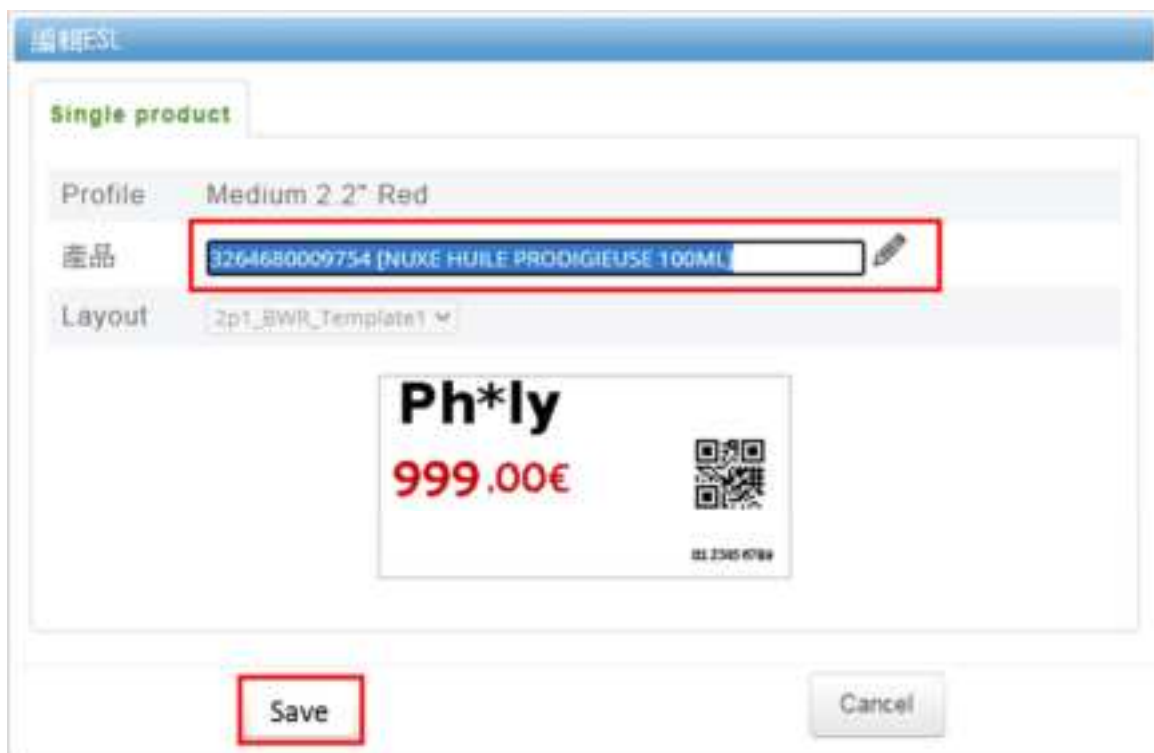 編輯ESL
Single product
Profile Medium 2.2" Red
產品 3264680009754 [NUXE HUILE PRODIGIEUSE 100ML]
Layout 2p1_BWR_Template1
Ph*ly
999.00€
Save Cancel